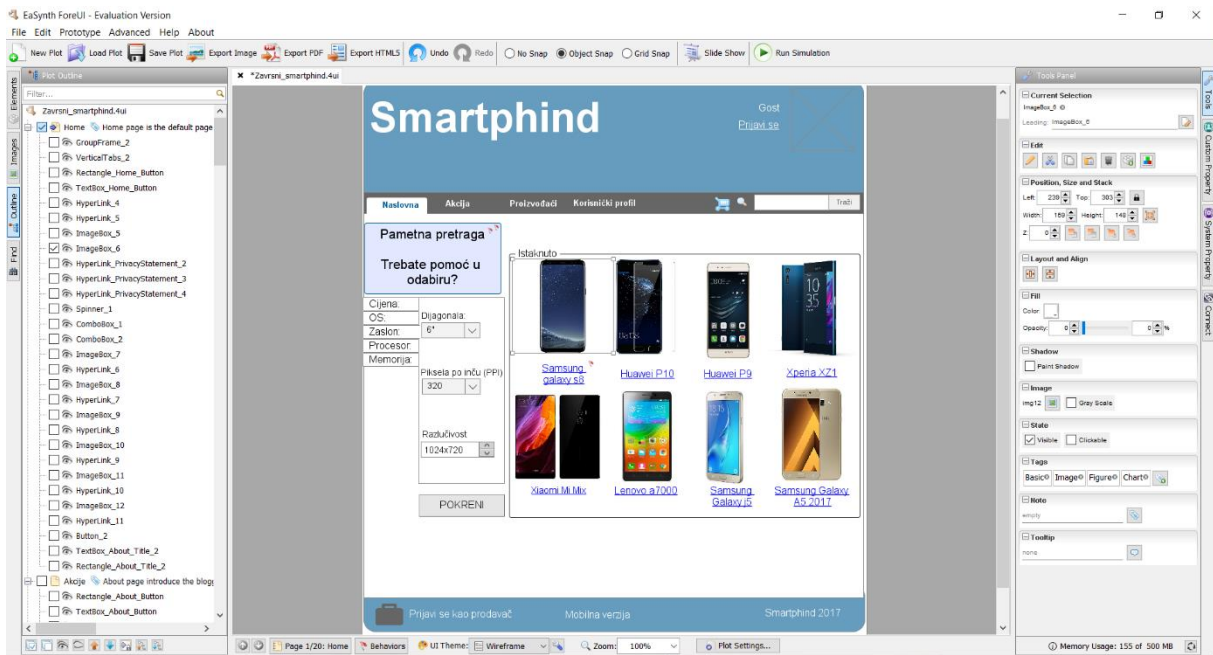 EaSynth ForeUI - Evaluation Version
File Edit Prototype Advanced Help About
New Plot Load Plot Save Plot Export Image Export PDF Export HTML5 Undo Redo No Snap Object Snap Grid Snap Slide Show Run Simulation
Plot Outline
*Zavrsni_smartphind.4ui
Tools Panel
Elements
Images
Outline
Find
Filter...
Zavrsni_smartphind.4ui
Home Home page is the default page
GroupFrame_2
VerticalTabs_2
Rectangle_Home_Button
TextBox_Home_Button
HyperLink_4
HyperLink_5
ImageBox_5
ImageBox_6
HyperLink_PrivacyStatement_2
HyperLink_PrivacyStatement_3
HyperLink_PrivacyStatement_4
Spinner_1
ComboBox_1
ComboBox_2
ImageBox_7
HyperLink_6
ImageBox_8
HyperLink_7
ImageBox_9
HyperLink_8
ImageBox_10
HyperLink_9
ImageBox_11
HyperLink_10
ImageBox_12
HyperLink_11
Button_2
TextBox_About_Title_2
Rectangle_About_Title_2
Akcije About page introduce the blogg
Rectangle_About_Button
TextBox_About_Button
Smartphind
Gost
Prijavi se
Naslovna Akcija Proizvođači Korisnički profil Traži
Pametna pretraga
Trebate pomoć u
odabiru?
Cijena:
OS:
Zaslon:
Procesor:
Memorija:
Dijagonala:
6"
Piksela po inču (PPI)
320
Razlučivost
1024x720
POKRENI
Istaknuto
Samsung
galaxy s8
Huawei P10
Huawei P9
Xperia XZ1
Xiaomi Mi Mix
Lenovo a7000
Samsung
Galaxy j5
Samsung Galaxy
A5 2017
Prijavi se kao prodavač Mobilna verzija Smartphind 2017
Current Selection
ImageBox_6
Leading: ImageBox_6
Edit
Position, Size and Stack
Left: 239 Top: 303
Width: 169 Height: 148
Z: 0
Layout and Align
Fill
Color:
Opacity: 0 0 %
Shadow
Paint Shadow
Image
img12 Gray Scale
State
Visible Clickable
Tags
Basic Image Figure Chart
Note
empty
Tooltip
none
Tools
Custom Property
System Property
Connect
Page 1/20: Home Behaviors UI Theme: Wireframe Zoom: 100% Plot Settings...
Memory Usage: 155 of 500 MB